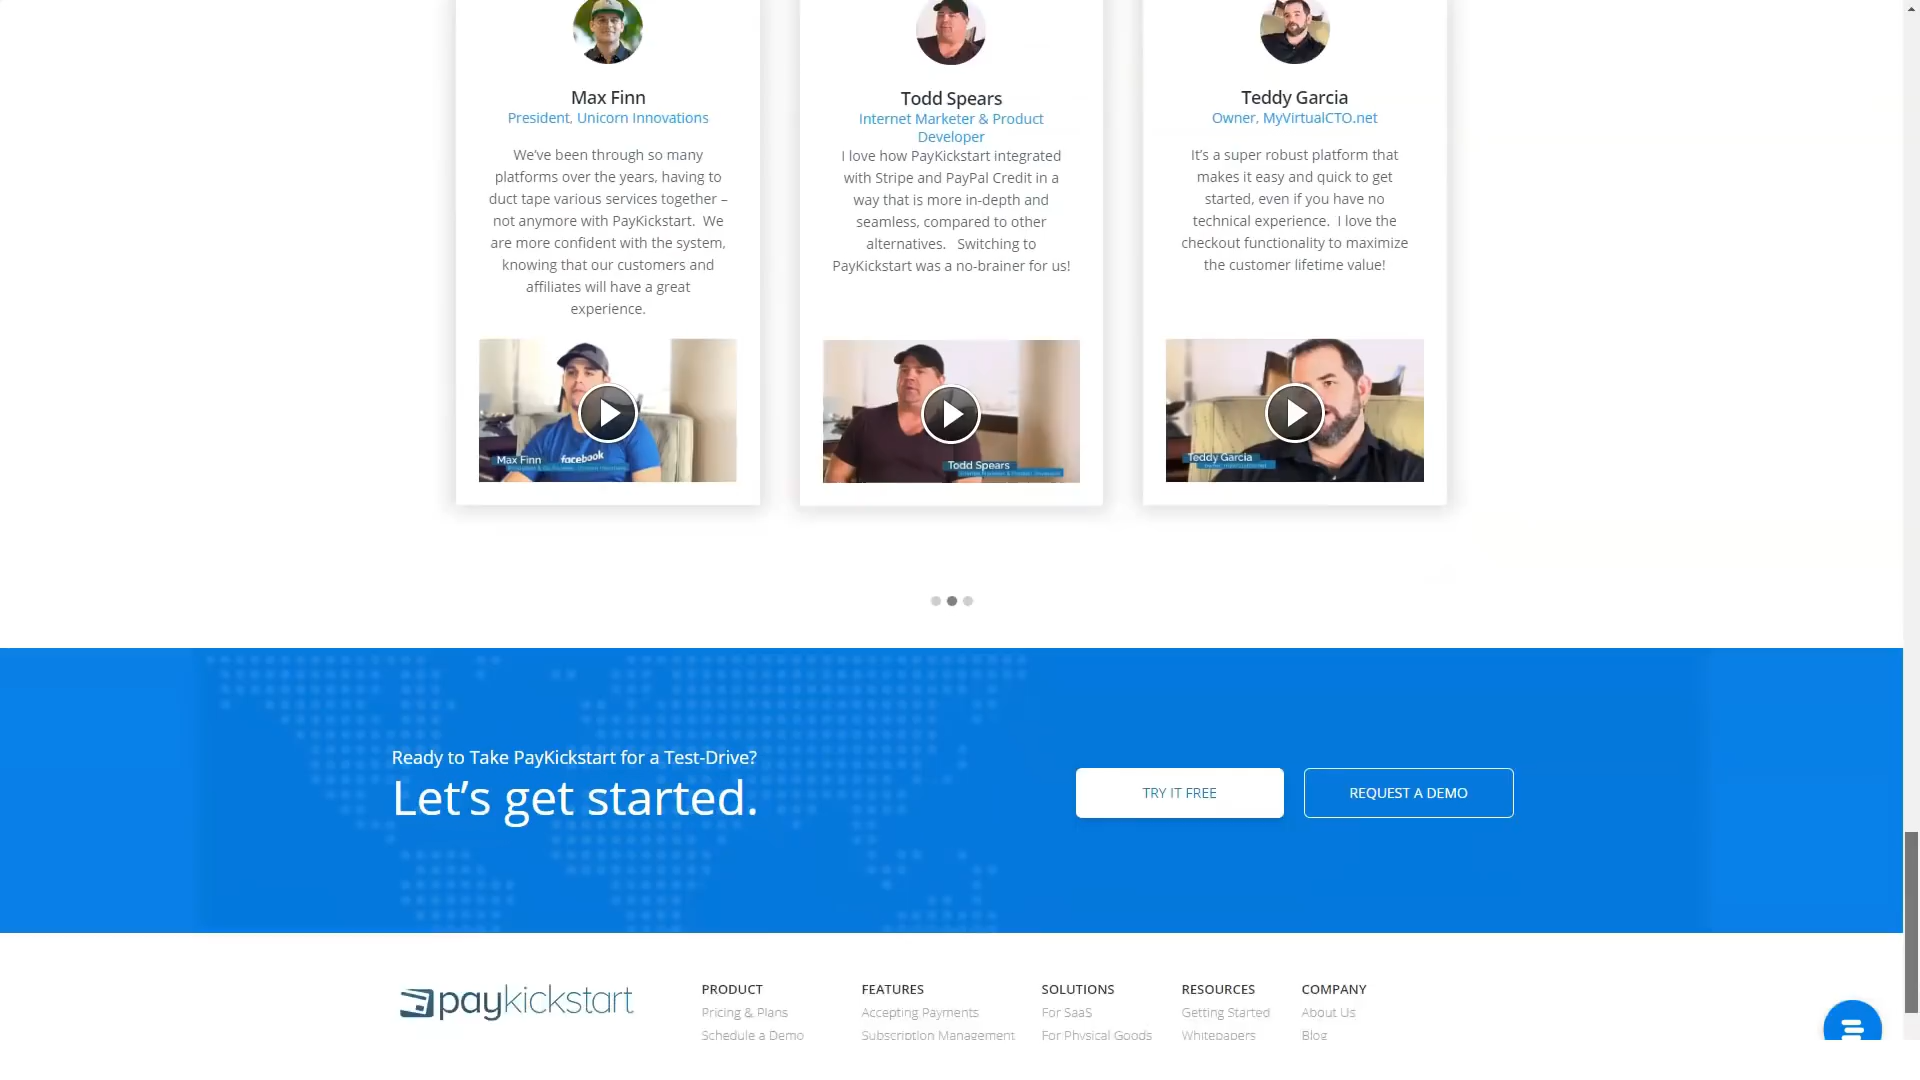 Max Finn
President, Unicorn Innovations
We've been through so many
platforms over the years, having to
duct tape various services together –
not anymore with PayKickstart. We
are more confident with the system,
knowing that our customers and
affiliates will have a great
experience.
Max Finn
facebook
Todd Spears
Internet Marketer & Product
Developer
I love how PayKickstart integrated
with Stripe and PayPal Credit in a
way that is more in-depth and
seamless, compared to other
alternatives. Switching to
PayKickstart was a no-brainer for us!
Todd Spears
Teddy Garcia
Owner, MyVirtualCTO.net
It's a super robust platform that
makes it easy and quick to get
started, even if you have no
technical experience. I love the
checkout functionality to maximize
the customer lifetime value!
Teddy Garcia
Ready to Take PayKickstart for a Test-Drive?
Let's get started.
TRY IT FREE
REQUEST A DEMO
paykickstart
PRODUCT
Pricing & Plans
Schedule a Demo
FEATURES
Accepting Payments
Subscription Management
SOLUTIONS
For SaaS
For Physical Goods
RESOURCES
Getting Started
Whitepapers
COMPANY
About Us
Blog